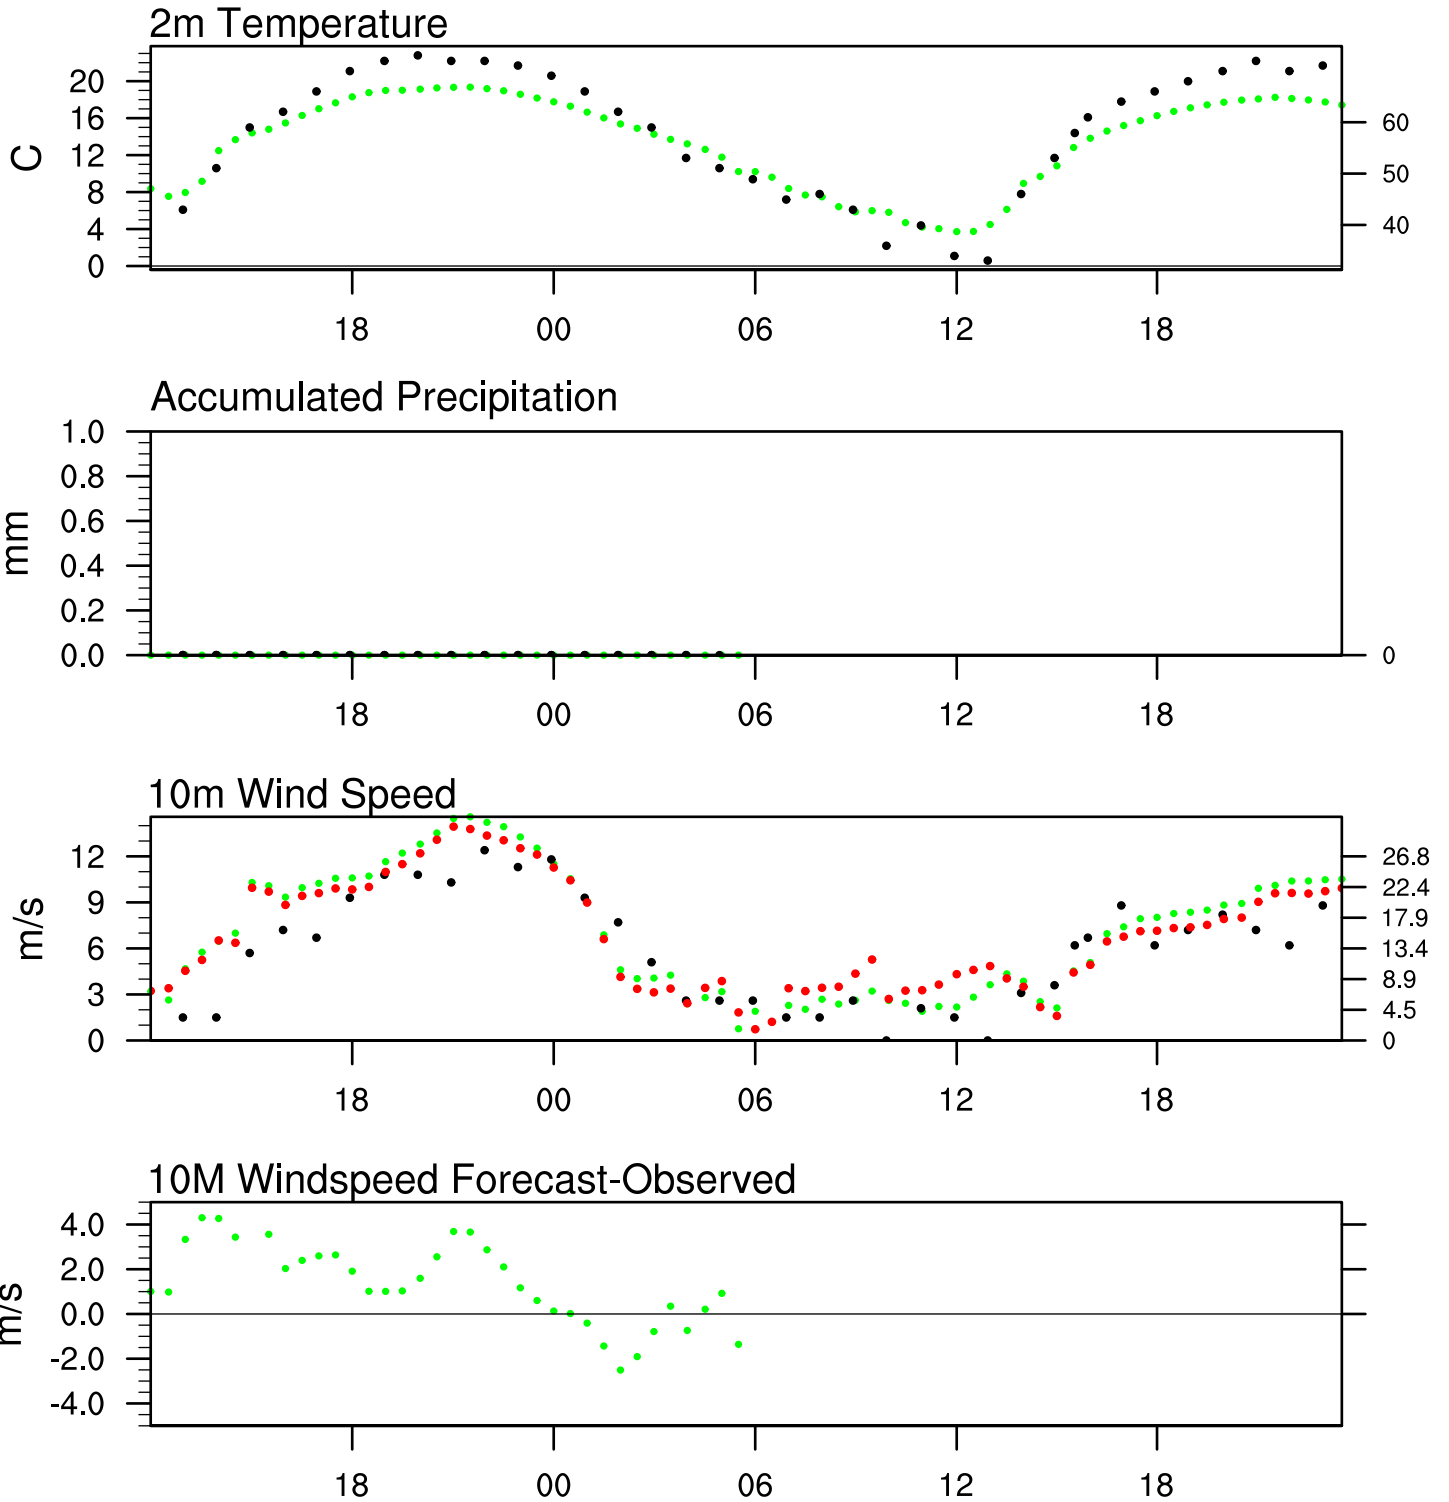 2m Temperature
C
20
16
12
8
4
0
60
50
40
18 00 06 12 18
Accumulated Precipitation
mm
1.0
0.8
0.6
0.4
0.2
0.0
0
18 00 06 12 18
10m Wind Speed
m/s
12
9
6
3
0
26.8
22.4
17.9
13.4
8.9
4.5
0
18 00 06 12 18
10M Windspeed Forecast-Observed
m/s
4.0
2.0
0.0
-2.0
-4.0
18 00 06 12 18